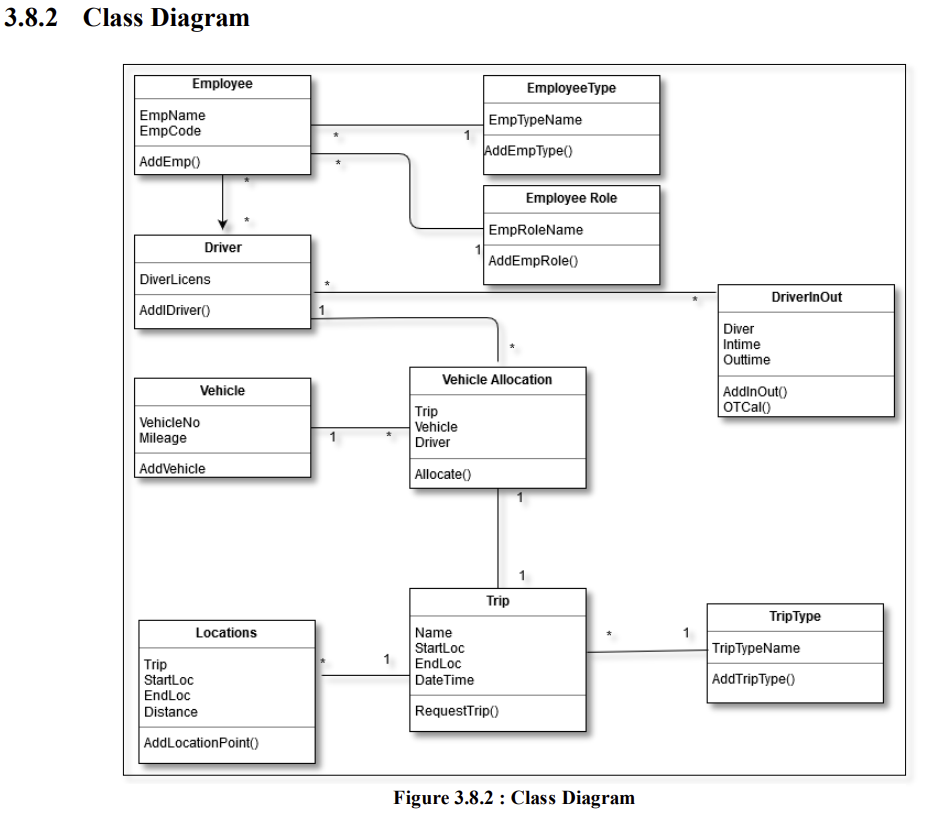 3.8.2 Class Diagram
Employee
EmpName
EmpCode
AddEmp()
EmployeeType
EmpTypeName
AddEmpType()
*
1
*
Employee Role
EmpRoleName
AddEmpRole()
1
*
*
Driver
DiverLicens
AddlDriver()
*
*
1
*
DriverInOut
Diver
Intime
Outtime
AddInOut()
OTCal()
Vehicle
VehicleNo
Mileage
AddVehicle
1
*
Vehicle Allocation
Trip
Vehicle
Driver
Allocate()
1
1
Trip
Name
StartLoc
EndLoc
DateTime
RequestTrip()
*
1
TripType
TripTypeName
AddTripType()
Locations
Trip
StartLoc
EndLoc
Distance
AddLocationPoint()
*
1
Figure 3.8.2 : Class Diagram